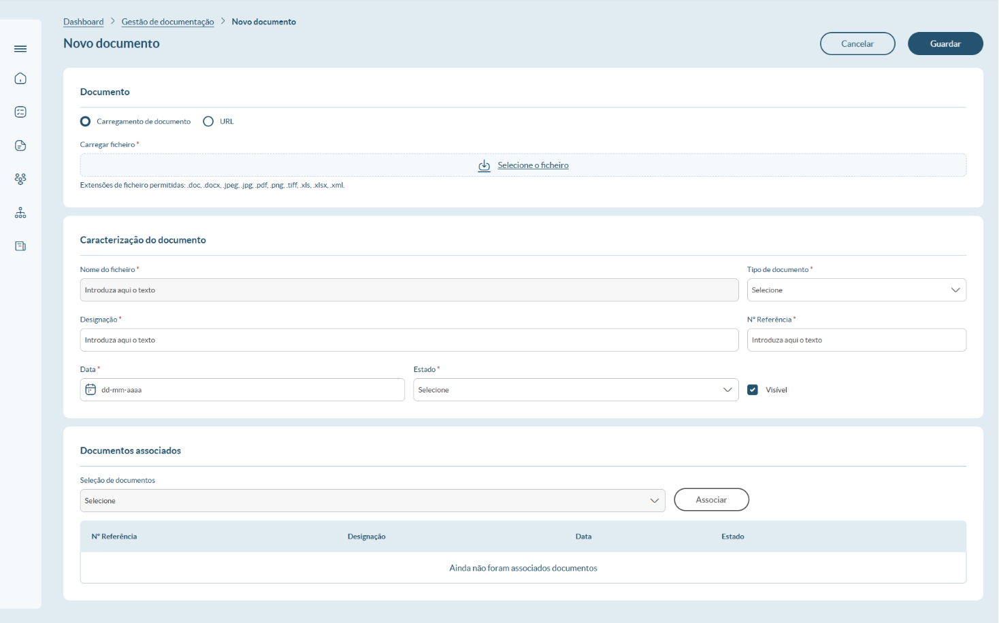 Dashboard > Gestão de documentação > Novo documento
Novo documento
Cancelar
Guardar
Documento
Carregamento de documento
URL
Carregar ficheiro *
Selecione o ficheiro
Extensões de ficheiro permitidas: .doc, .docx, .jpeg, .jpg, .pdf, .png, .tiff, .xls, .xlsx, .xml.
Caracterização do documento
Nome do ficheiro *
Tipo de documento *
Introduza aqui o texto
Selecione
Designação *
Nº Referência *
Introduza aqui o texto
Introduza aqui o texto
Data *
Estado *
dd-mm-aaaa
Selecione
Visível
Documentos associados
Seleção de documentos
Selecione
Associar
Nº Referência
Designação
Data
Estado
Ainda não foram associados documentos